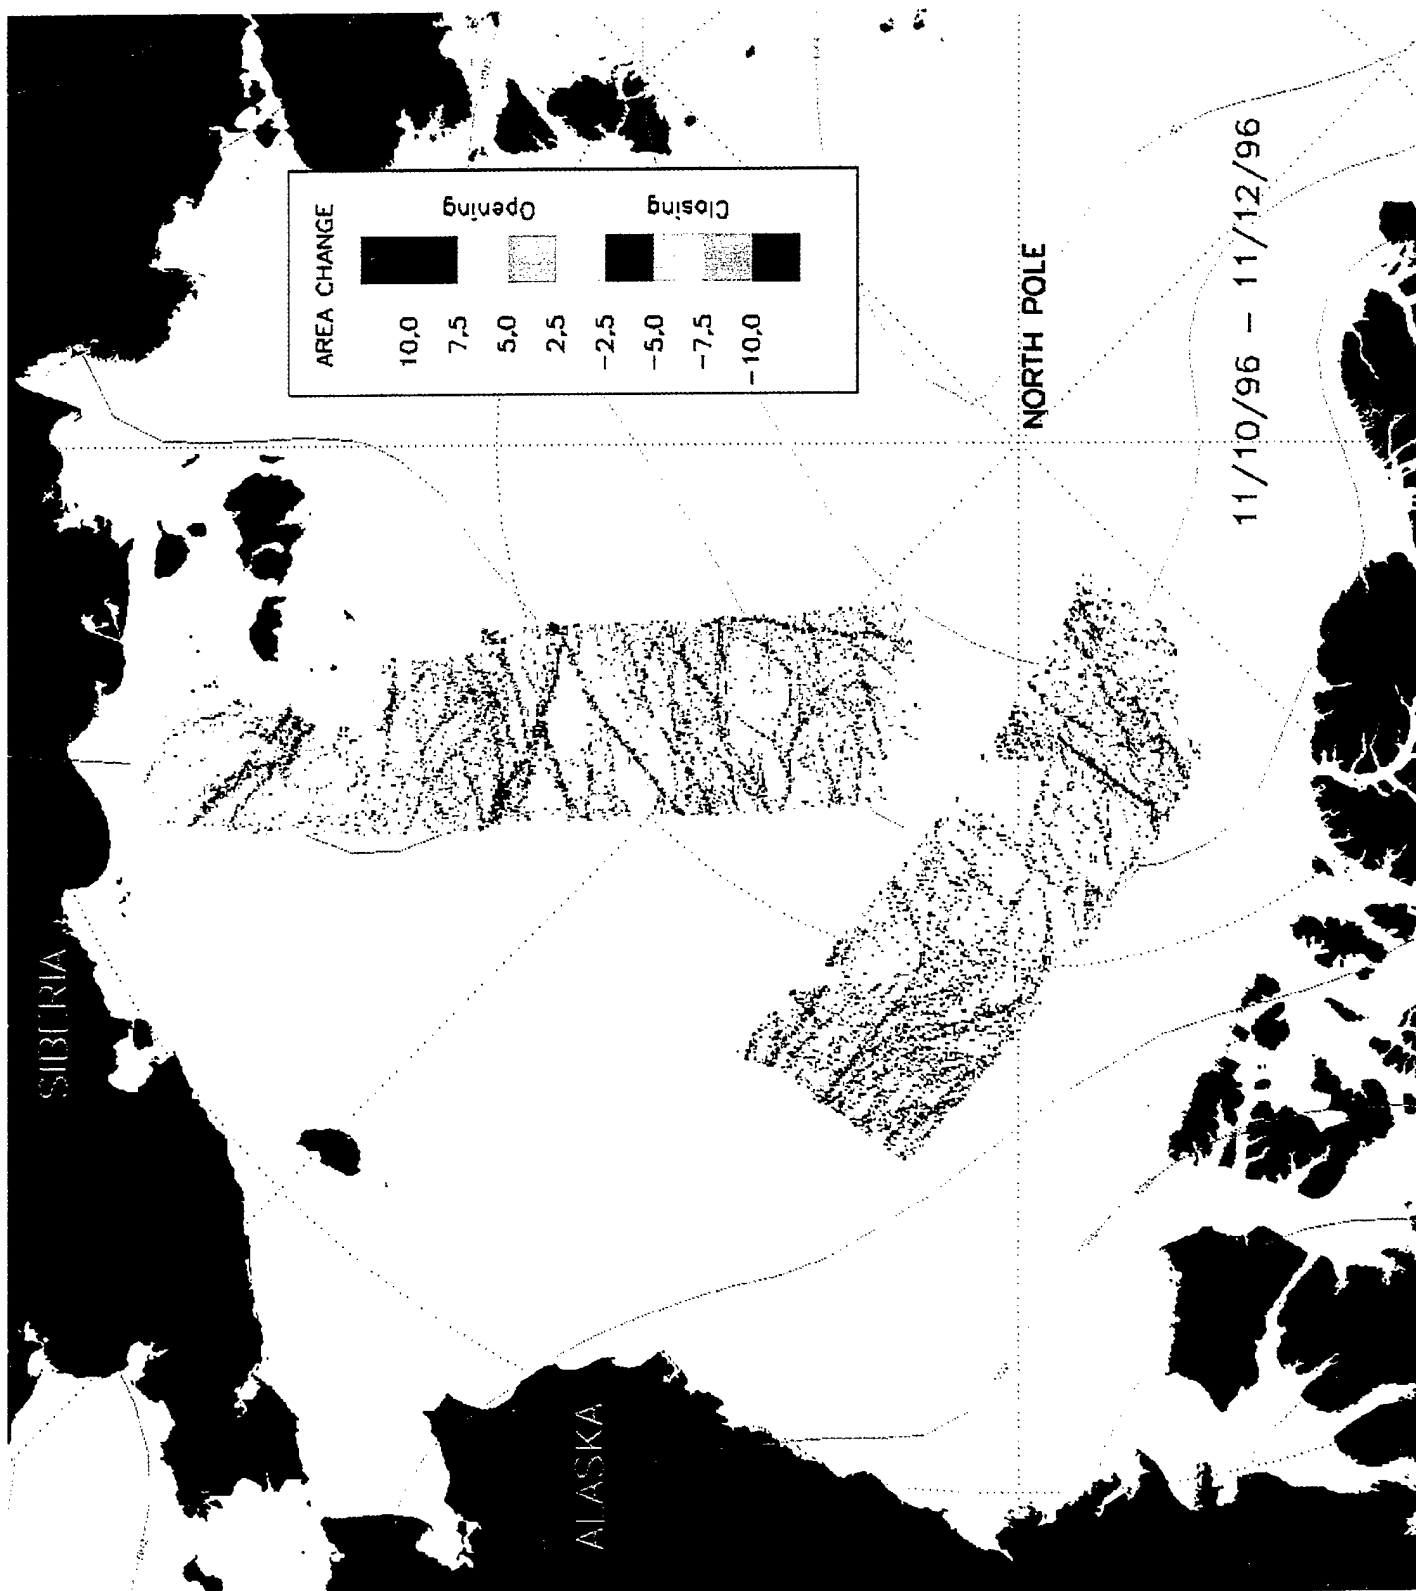 SIBERIA
AREA CHANGE
10.0
7.5
5.0
2.5
-2.5
-5.0
-7.5
-10.0
Opening
Closing
NORTH POLE
11/10/96 - 11/12/96
ALASKA